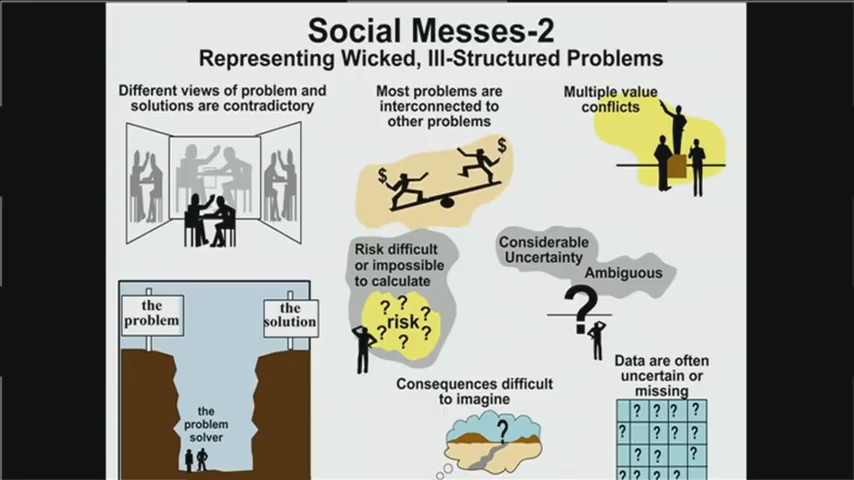 Social Messes-2
Representing Wicked, Ill-Structured Problems
Different views of problem and
solutions are contradictory
Most problems are
interconnected to
other problems
$
$
Multiple value
conflicts
Risk difficult
or impossible
to calculate
? ? ?
?risk?
?
Considerable
Uncertainty
Ambiguous
?
the
problem
the
solution
the
problem
solver
Consequences difficult
to imagine
?
Data are often
uncertain or
missing
? ? ? ?
? ? ?
? ? ?
? ? ?